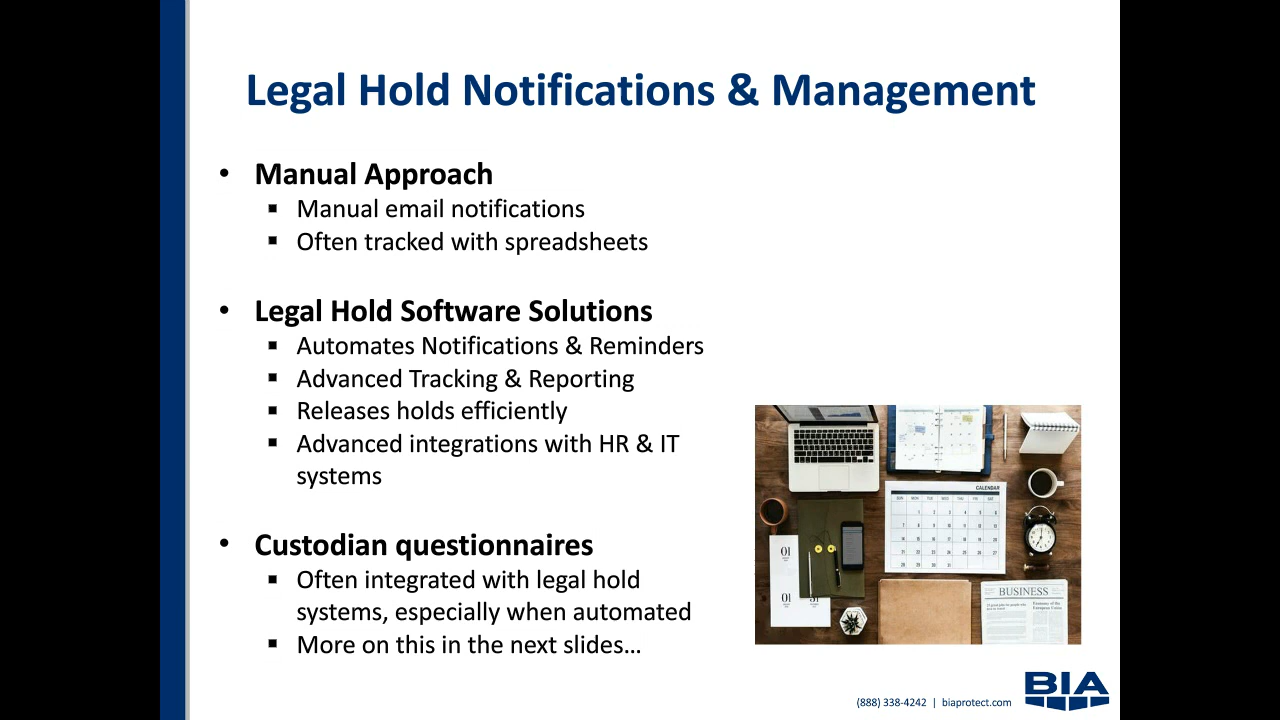 Legal Hold Notifications & Management
• Manual Approach
▪ Manual email notifications
▪ Often tracked with spreadsheets
• Legal Hold Software Solutions
▪ Automates Notifications & Reminders
▪ Advanced Tracking & Reporting
▪ Releases holds efficiently
▪ Advanced integrations with HR & IT
systems
• Custodian questionnaires
▪ Often integrated with legal hold
systems, especially when automated
▪ More on this in the next slides…
CALENDAR
01
01
BUSINESS
(888) 338-4242 | biaprotect.com
BIA